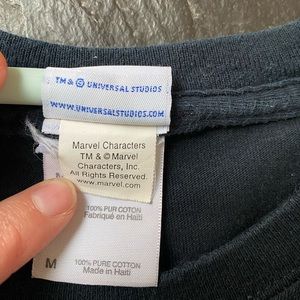 TM & © UNIVERSAL STUDIOS
WWW.UNIVERSALSTUDIOS.COM
Marvel Characters
TM & © Marvel
Characters, Inc.
All Rights Reserved.
www.marvel.com
100% PUR COTON
Fabriqué en Haïti
M
100% PURE COTTON
Made in Haiti